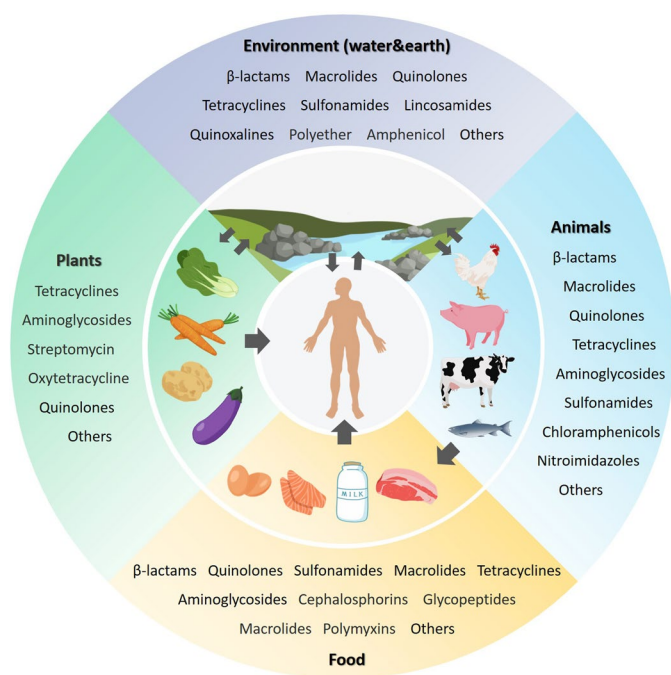 Environment (water&earth)
β-lactams Macrolides Quinolones
Tetracyclines Sulfonamides Lincosamides
Quinoxalines Polyether Amphenicol Others
Plants
Tetracyclines
Aminoglycosides
Streptomycin
Oxytetracycline
Quinolones
Others
Animals
β-lactams
Macrolides
Quinolones
Tetracyclines
Aminoglycosides
Sulfonamides
Chloramphenicols
Nitroimidazoles
Others
MILK
β-lactams Quinolones Sulfonamides Macrolides Tetracyclines
Aminoglycosides Cephalosphorins Glycopeptides
Macrolides Polymyxins Others
Food